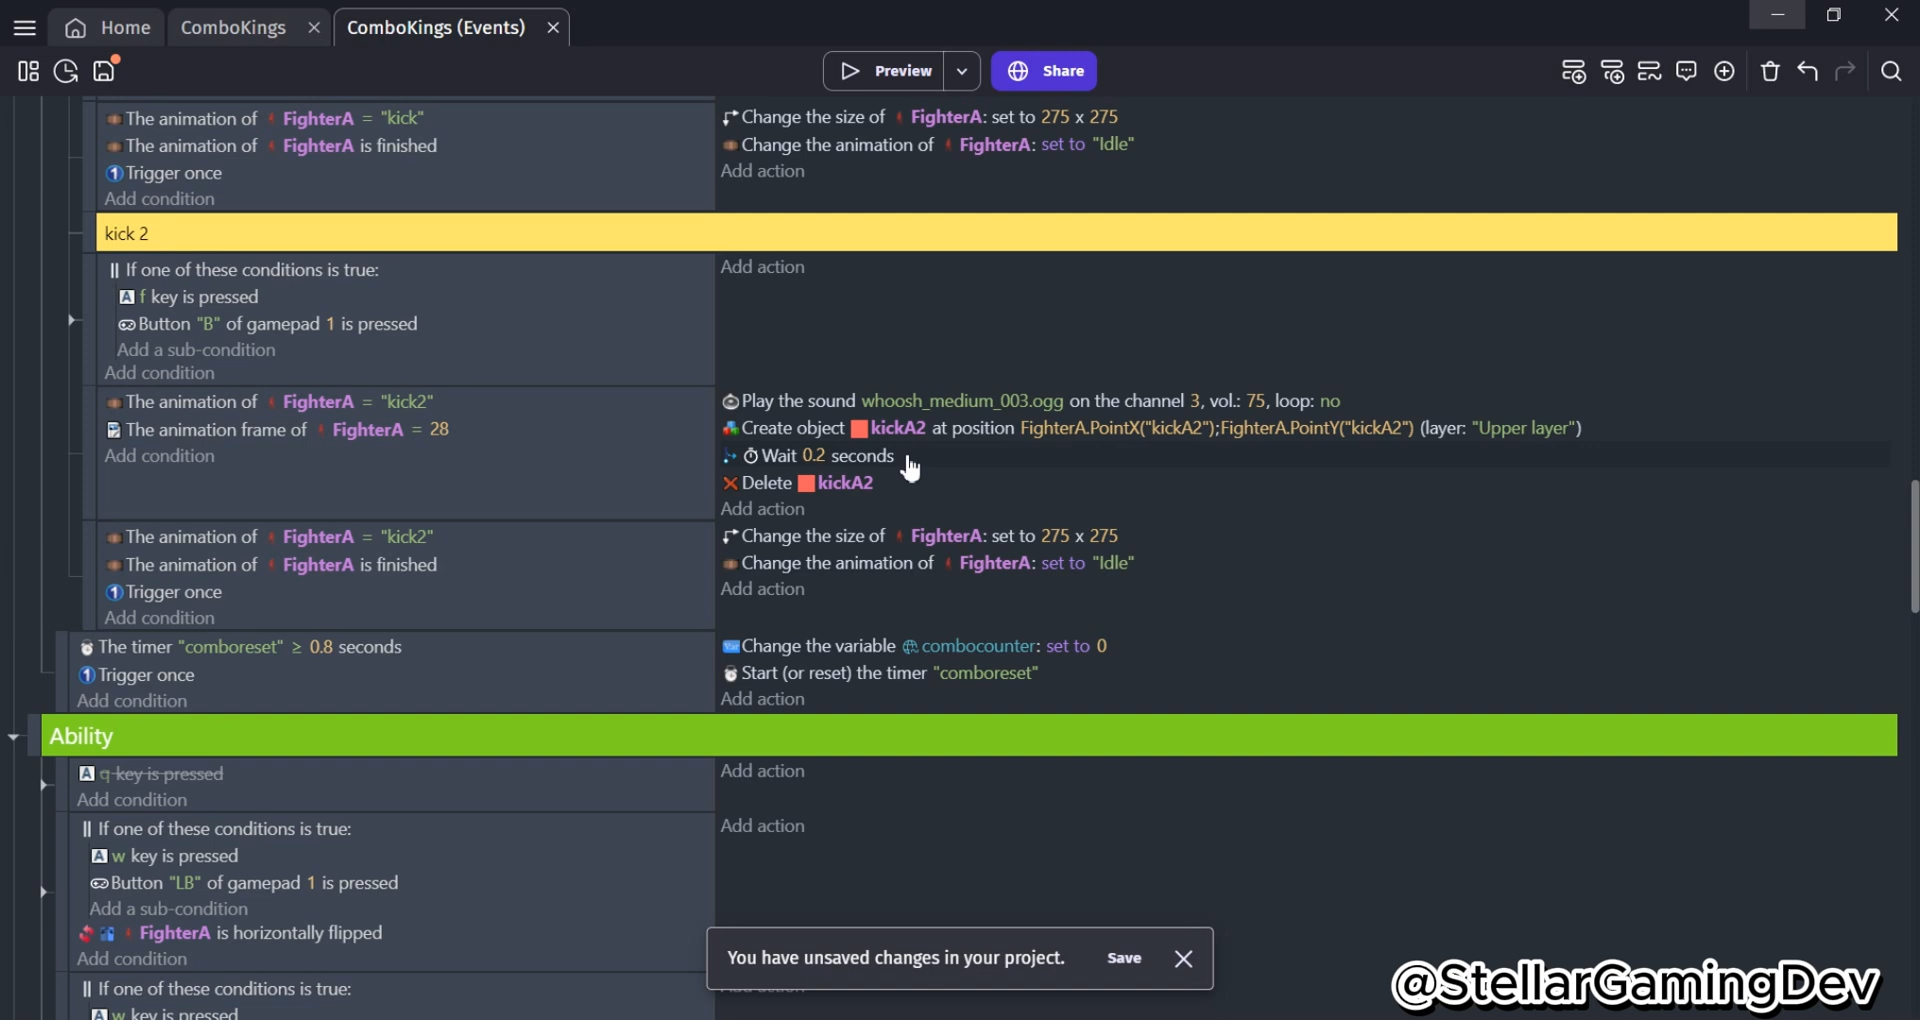 Home
ComboKings
ComboKings (Events)
Preview
Share
The animation of FighterA = "kick"
Change the size of FighterA: set to 275 x 275
The animation of FighterA is finished
Change the animation of FighterA: set to "Idle"
Trigger once
Add action
Add condition
kick 2
If one of these conditions is true:
Add action
f key is pressed
Button "B" of gamepad 1 is pressed
Add a sub-condition
Add condition
The animation of FighterA = "kick2"
Play the sound whoosh_medium_003.ogg on the channel 3, vol.: 75, loop: no
The animation frame of FighterA = 28
Create object kickA2 at position FighterA.PointX("kickA2");FighterA.PointY("kickA2") (layer: "Upper layer")
Add condition
Wait 0.2 seconds
Delete kickA2
Add action
The animation of FighterA = "kick2"
Change the size of FighterA: set to 275 x 275
The animation of FighterA is finished
Change the animation of FighterA: set to "Idle"
Trigger once
Add action
Add condition
The timer "comboreset" ≥ 0.8 seconds
Change the variable combocounter: set to 0
Trigger once
Start (or reset) the timer "comboreset"
Add condition
Add action
Ability
q key is pressed
Add action
Add condition
If one of these conditions is true:
Add action
w key is pressed
Button "LB" of gamepad 1 is pressed
Add a sub-condition
FighterA is horizontally flipped
Add condition
You have unsaved changes in your project.
Save
If one of these conditions is true:
w key is pressed
@StellarGamingDev